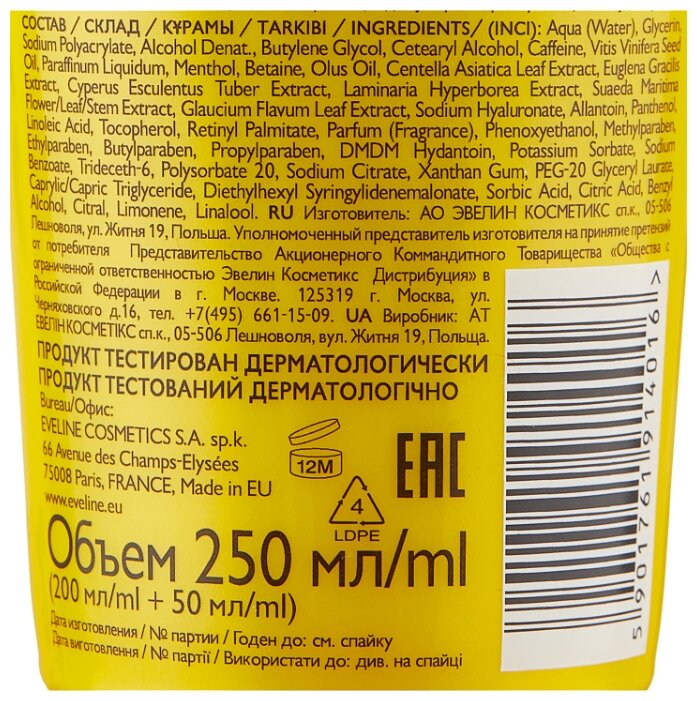 СОСТАВ / СКЛАД / ҚҰРАМЫ / TARKIBI / INGREDIENTS/ (INCI): Aqua (Water), Glycerin,
Sodium Polyacrylate, Alcohol Denat., Butylene Glycol, Cetearyl Alcohol, Caffeine, Vitis Vinifera Seed
Oil, Paraffinum Liquidum, Menthol, Betaine, Olus Oil, Centella Asiatica Leaf Extract, Euglena Gracilis
Extract, Cyperus Esculentus Tuber Extract, Laminaria Hyperborea Extract, Suaeda Maritima
Flower/Leaf/Stem Extract, Glaucium Flavum Leaf Extract, Sodium Hyaluronate, Allantoin, Panthenol,
Linoleic Acid, Tocopherol, Retinyl Palmitate, Parfum (Fragrance), Phenoxyethanol, Methylparaben,
Ethylparaben, Butylparaben, Propylparaben, DMDM Hydantoin, Potassium Sorbate, Sodium
Benzoate, Trideceth-6, Polysorbate 20, Sodium Citrate, Xanthan Gum, PEG-20 Glyceryl Laurate,
Caprylic/Capric Triglyceride, Diethylhexyl Syringylidenemalonate, Sorbic Acid, Citric Acid, Benzyl
Alcohol, Citral, Limonene, Linalool. RU Изготовитель: АО ЭВЕЛИН КОСМЕТИКС сп.к., 05-506
Лешноволя, ул. Житня 19, Польша. Уполномоченный представитель изготовителя на принятие претензий
от потребителя Представительство Акционерного Коммандитного Товарищества «Общества с
ограниченной ответственностью Эвелин Косметикс Дистрибуция» в
Российской Федерации в г. Москве. 125319 г. Москва, ул.
Черняховского д.16, тел. +7(495) 661-15-09. UA Виробник: АТ
ЕВЕЛІН КОСМЕТІКС сп.к., 05-506 Лешноволя, вул. Житня 19, Польща.
ПРОДУКТ ТЕСТИРОВАН ДЕРМАТОЛОГИЧЕСКИ
ПРОДУКТ ТЕСТОВАНИЙ ДЕРМАТОЛОГІЧНО
Bureau/Офис:
EVELINE COSMETICS S.A. sp.k.
66 Avenue des Champs-Elysées
75008 Paris, FRANCE, Made in EU
www.eveline.eu
12M
EAC
4
LDPE
Объем 250 мл/ml
(200 мл/ml + 50 мл/ml)
Дата изготовления / № партии / Годен до: см. спайку
Дата виготовлення / № партії / Використати до: див. на спайці
5 901761 914016 >